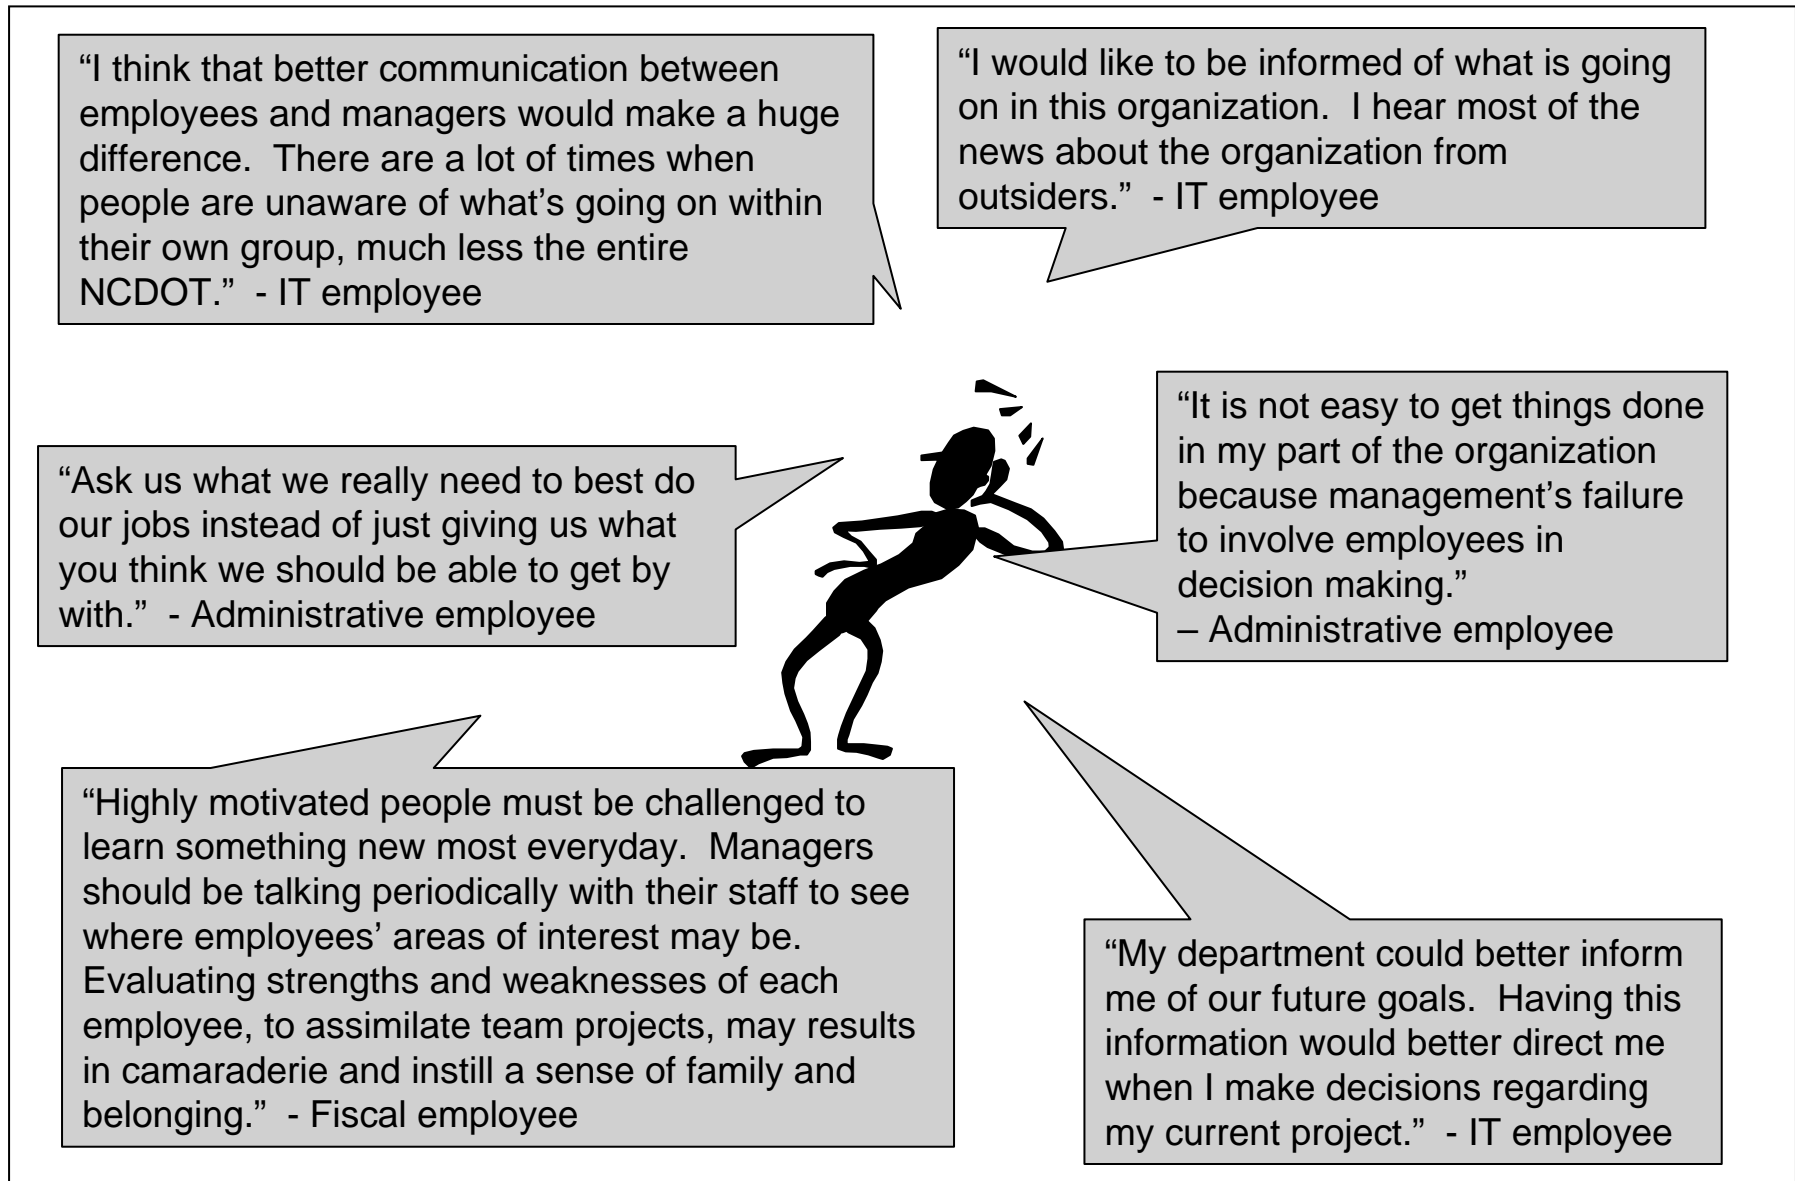 “I think that better communication between
employees and managers would make a huge
difference.  There are a lot of times when
people are unaware of what’s going on within
their own group, much less the entire
NCDOT.”  - IT employee
“I would like to be informed of what is going
on in this organization.  I hear most of the
news about the organization from
outsiders.”  - IT employee
“Ask us what we really need to best do
our jobs instead of just giving us what
you think we should be able to get by
with.”  - Administrative employee
“It is not easy to get things done
in my part of the organization
because management’s failure
to involve employees in
decision making.”
– Administrative employee
“Highly motivated people must be challenged to
learn something new most everyday.  Managers
should be talking periodically with their staff to see
where employees’ areas of interest may be.
Evaluating strengths and weaknesses of each
employee, to assimilate team projects, may results
in camaraderie and instill a sense of family and
belonging.”  - Fiscal employee
“My department could better inform
me of our future goals.  Having this
information would better direct me
when I make decisions regarding
my current project.”  - IT employee